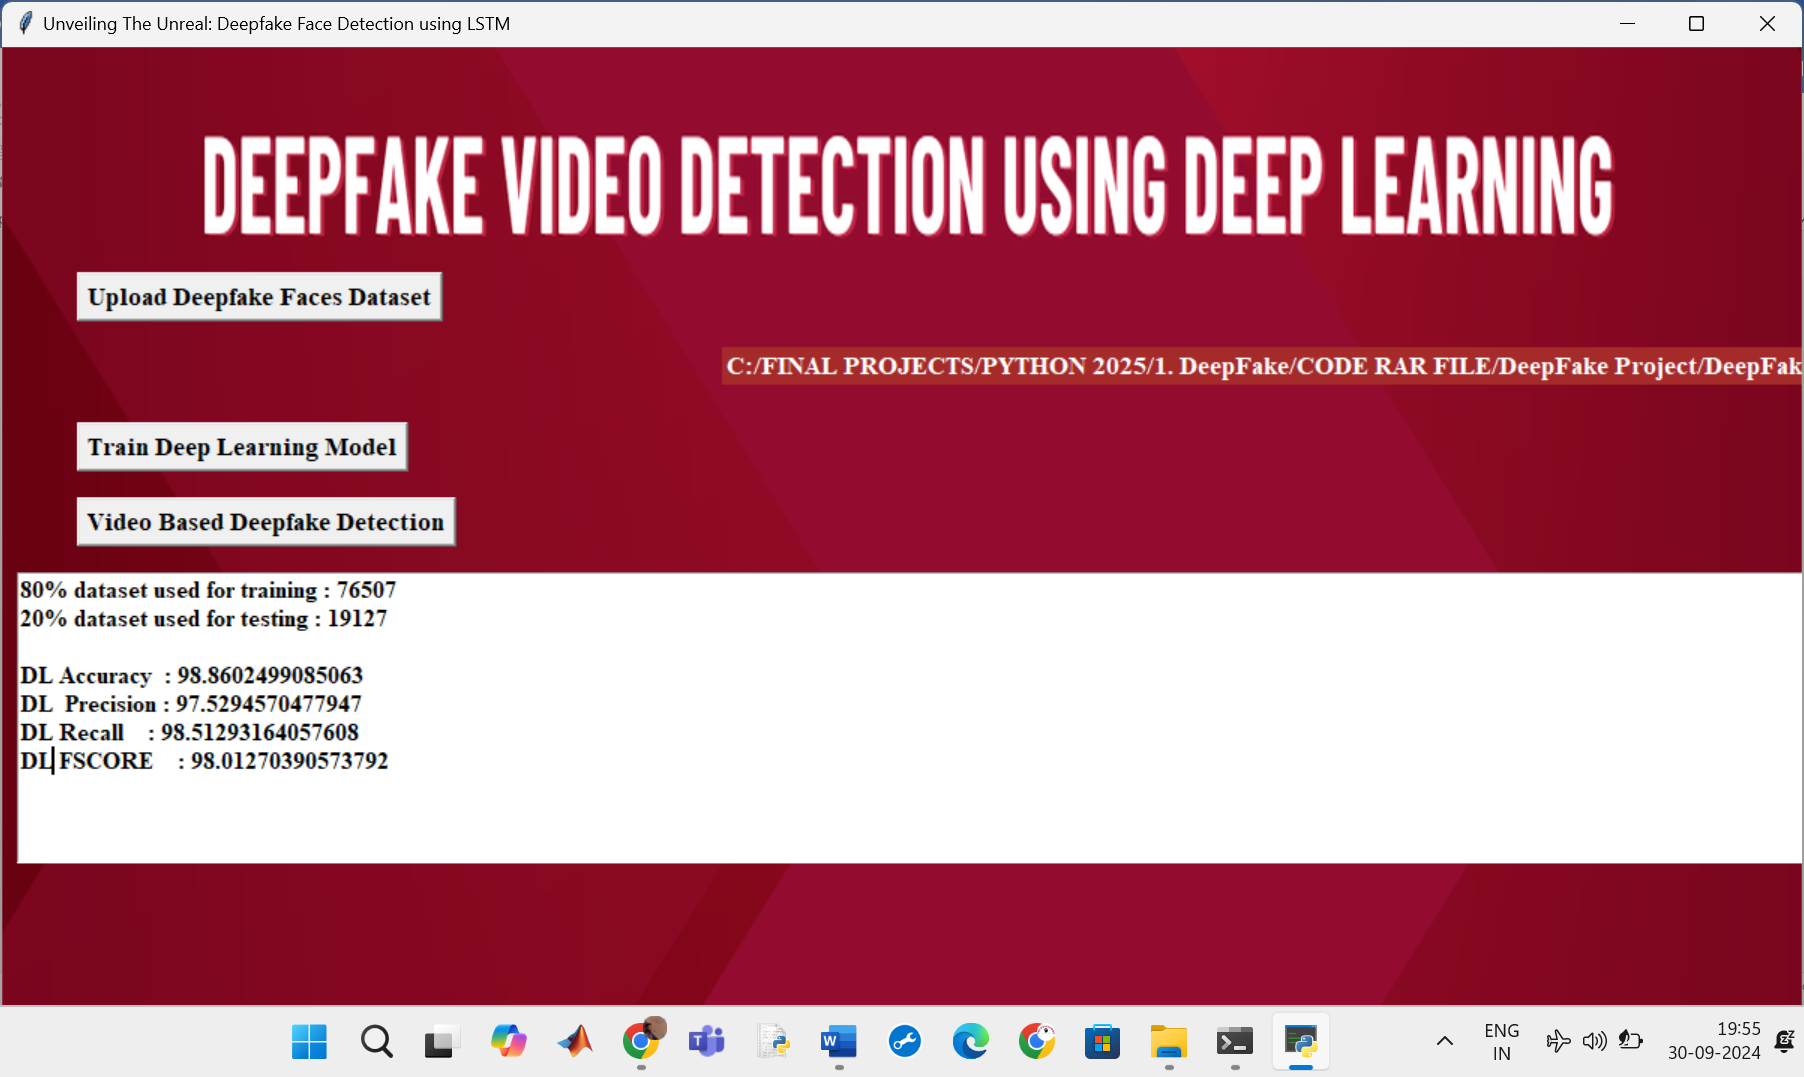 Unveiling The Unreal: Deepfake Face Detection using LSTM
DEEPFAKE VIDEO DETECTION USING DEEP LEARNING
Upload Deepfake Faces Dataset
C:/FINAL PROJECTS/PYTHON 2025/1. DeepFake/CODE RAR FILE/DeepFake Project/DeepFak
Train Deep Learning Model
Video Based Deepfake Detection
80% dataset used for training : 76507
20% dataset used for testing : 19127
DL Accuracy : 98.8602499085063
DL Precision : 97.5294570477947
DL Recall : 98.51293164057608
DL FSCORE : 98.01270390573792
ENG
IN
19:55
30-09-2024